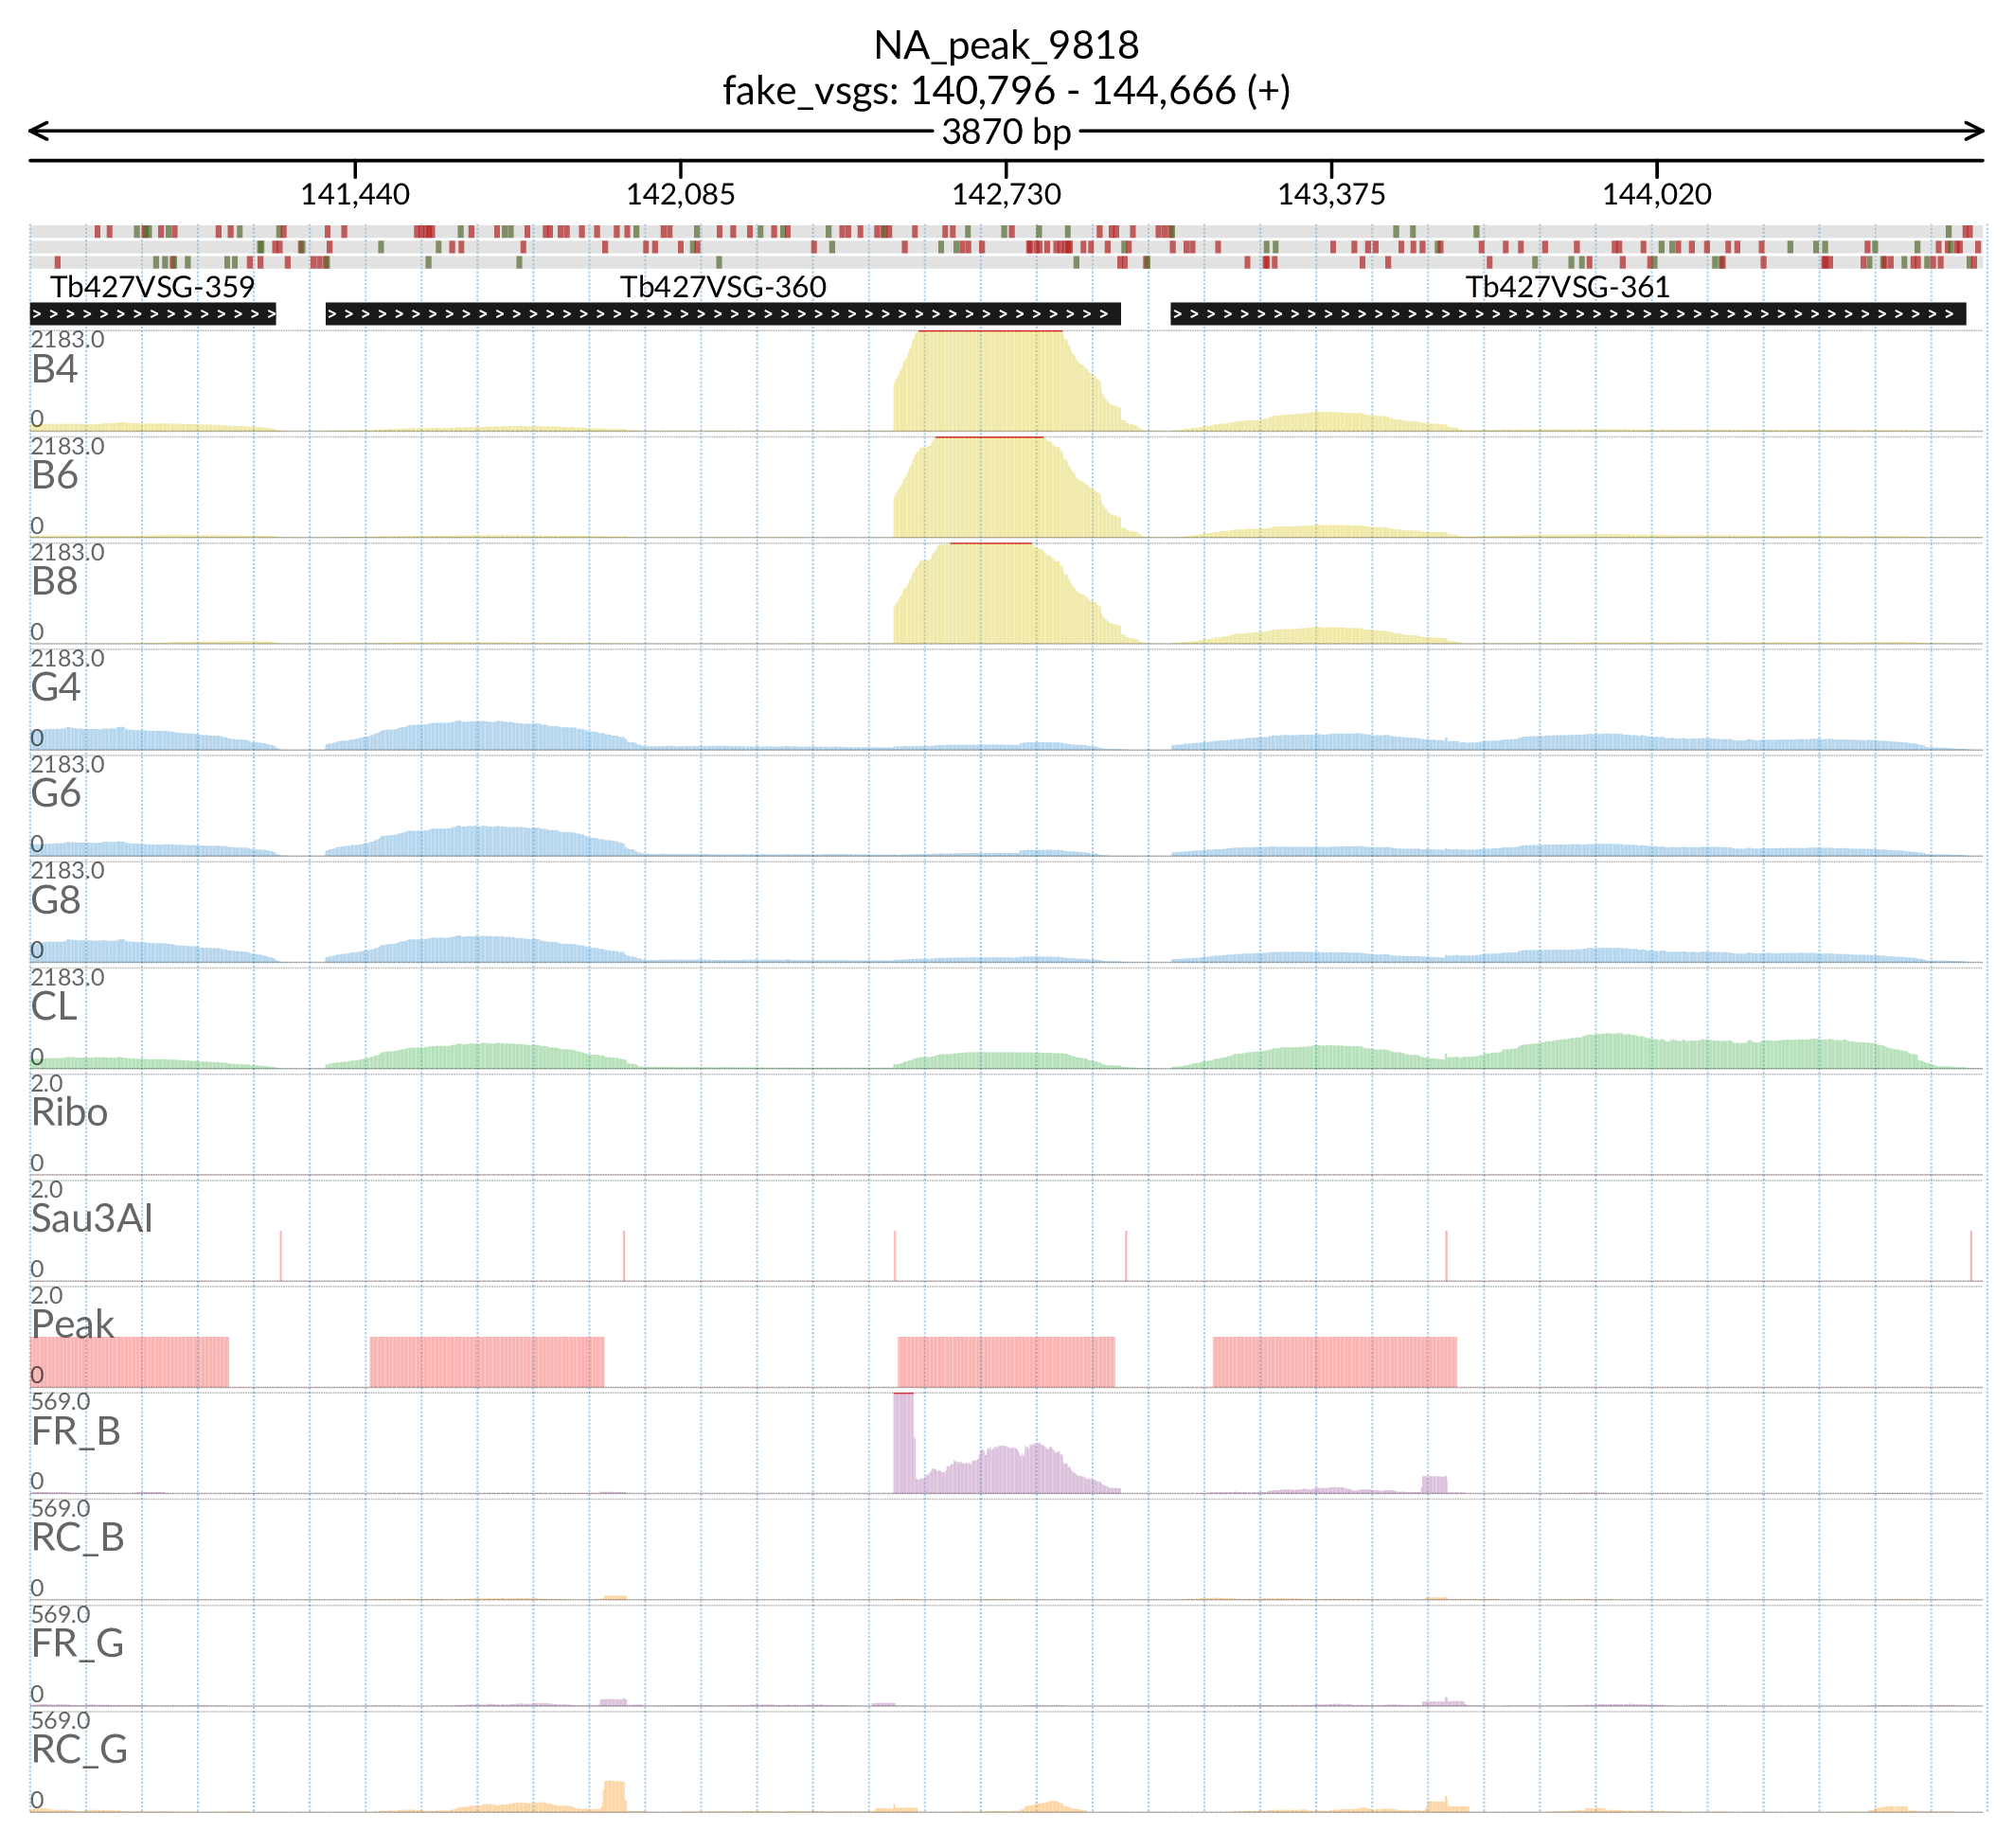 NA_peak_9818
fake_vsgs: 140,796 - 144,666 (+)
3870 bp
141,440 142,085 142,730 143,375 144,020
Tb427VSG-359 Tb427VSG-360 Tb427VSG-361
2183.0
B4
0
2183.0
B6
0
2183.0
B8
0
2183.0
G4
0
2183.0
G6
0
2183.0
G8
0
2183.0
CL
0
2.0
Ribo
0
2.0
Sau3AI
0
2.0
Peak
0
569.0
FR_B
0
569.0
RC_B
0
569.0
FR_G
0
569.0
RC_G
0